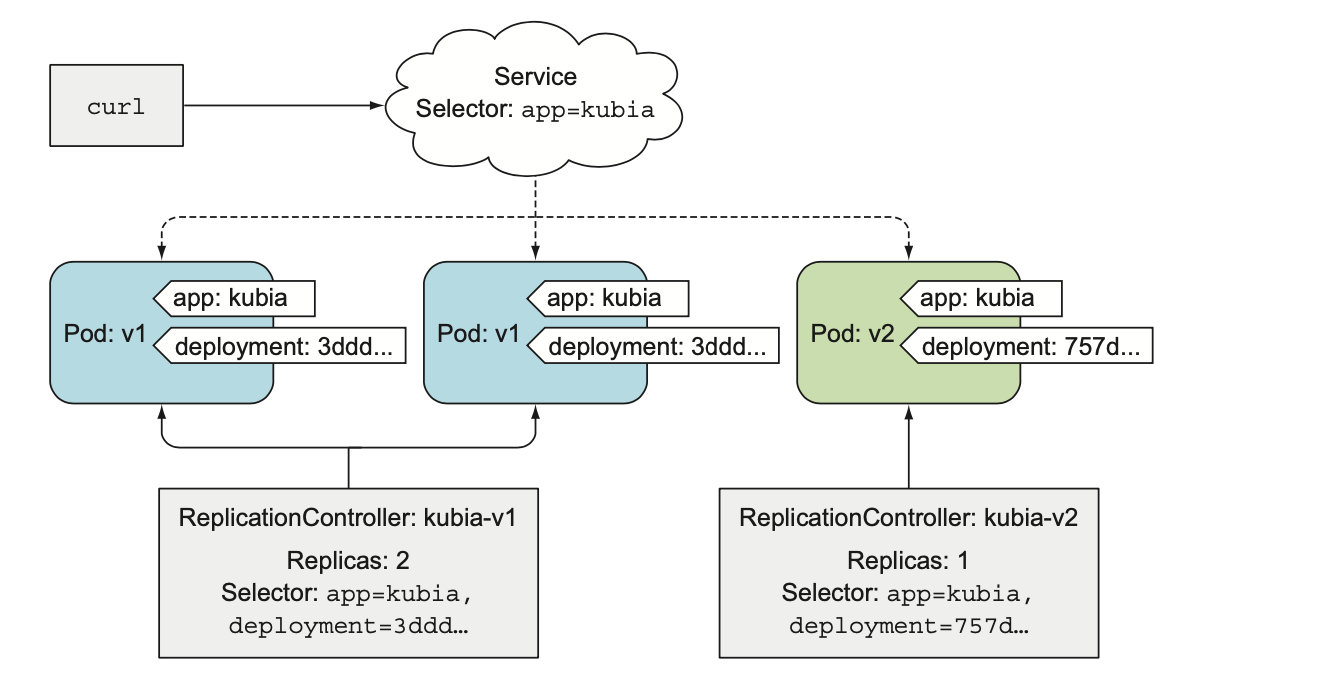 curl
Service
Selector: app=kubia
Pod: v1
app: kubia
deployment: 3ddd...
Pod: v1
app: kubia
deployment: 3ddd...
Pod: v2
app: kubia
deployment: 757d...
ReplicationController: kubia-v1
Replicas: 2
Selector: app=kubia,
deployment=3ddd…
ReplicationController: kubia-v2
Replicas: 1
Selector: app=kubia,
deployment=757d…